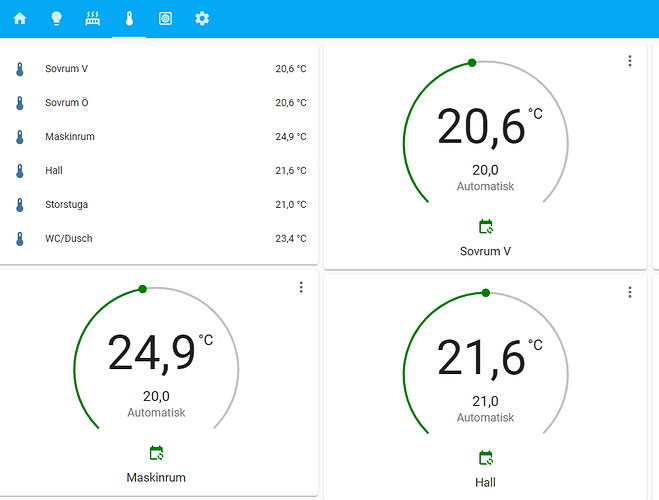 Sovrum V 20,6 °C
Sovrum Ö 20,6 °C
Maskinrum 24,9 °C
Hall 21,6 °C
Storstuga 21,0 °C
WC/Dusch 23,4 °C
20,6 °C
20,0
Automatisk
Sovrum V
24,9 °C
20,0
Automatisk
Maskinrum
21,6 °C
21,0
Automatisk
Hall